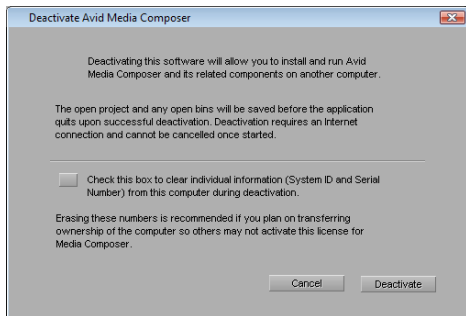 Deactivate Avid Media Composer
Deactivating this software will allow you to install and run Avid
Media Composer and its related components on another computer.
The open project and any open bins will be saved before the application
quits upon successful deactivation. Deactivation requires an Internet
connection and cannot be cancelled once started.
Check this box to clear individual information (System ID and Serial
Number) from this computer during deactivation.
Erasing these numbers is recommended if you plan on transferring
ownership of the computer so others may not activate this license for
Media Composer.
Cancel
Deactivate